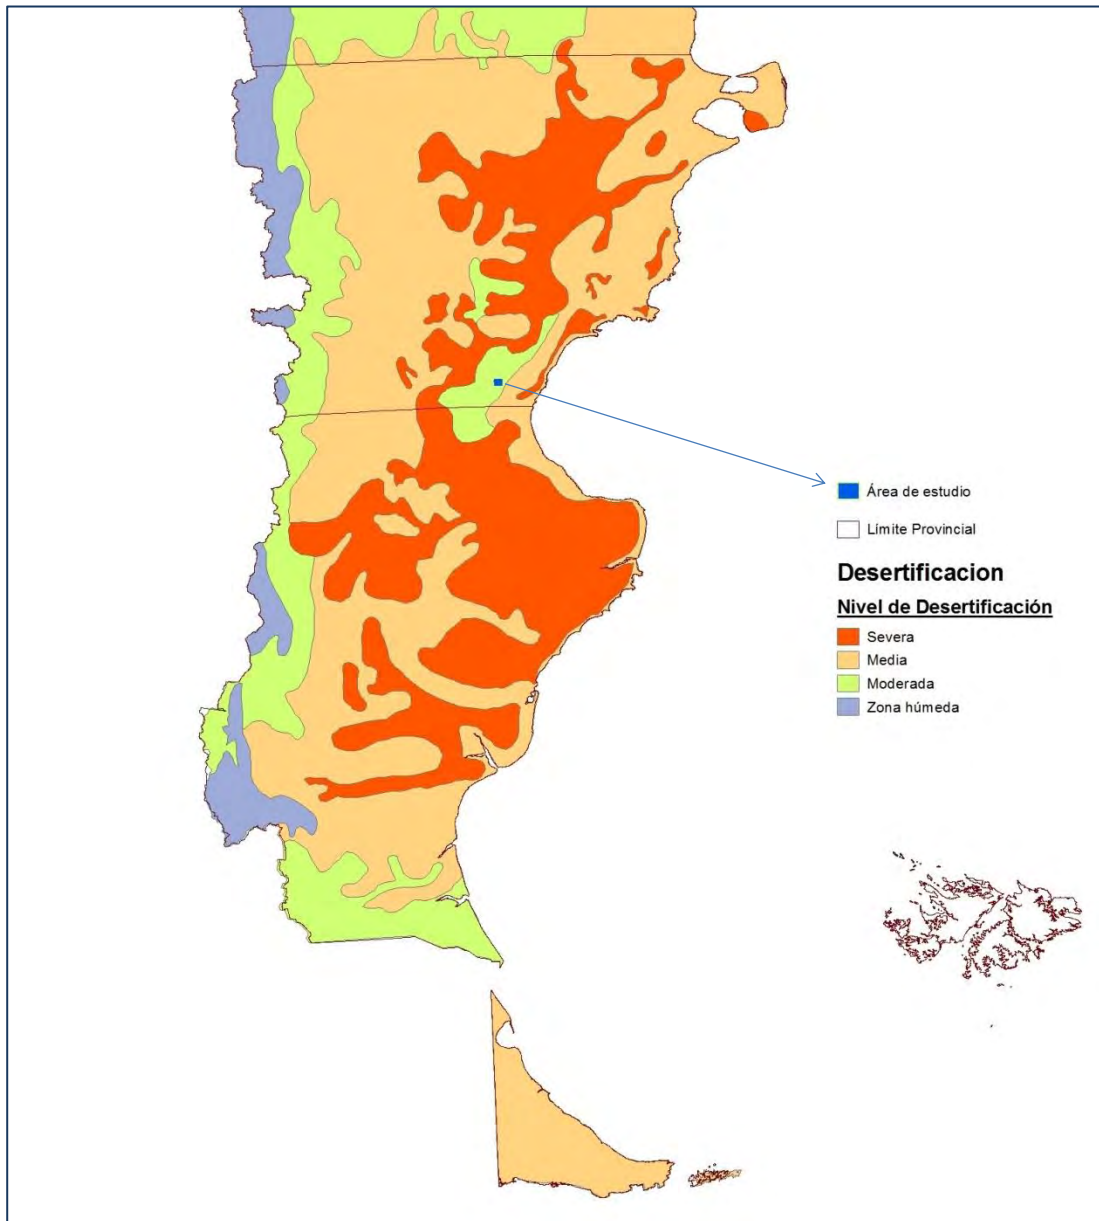 Área de estudio
Límite Provincial
Desertificacion
Nivel de Desertificación
Severa
Media
Moderada
Zona húmeda